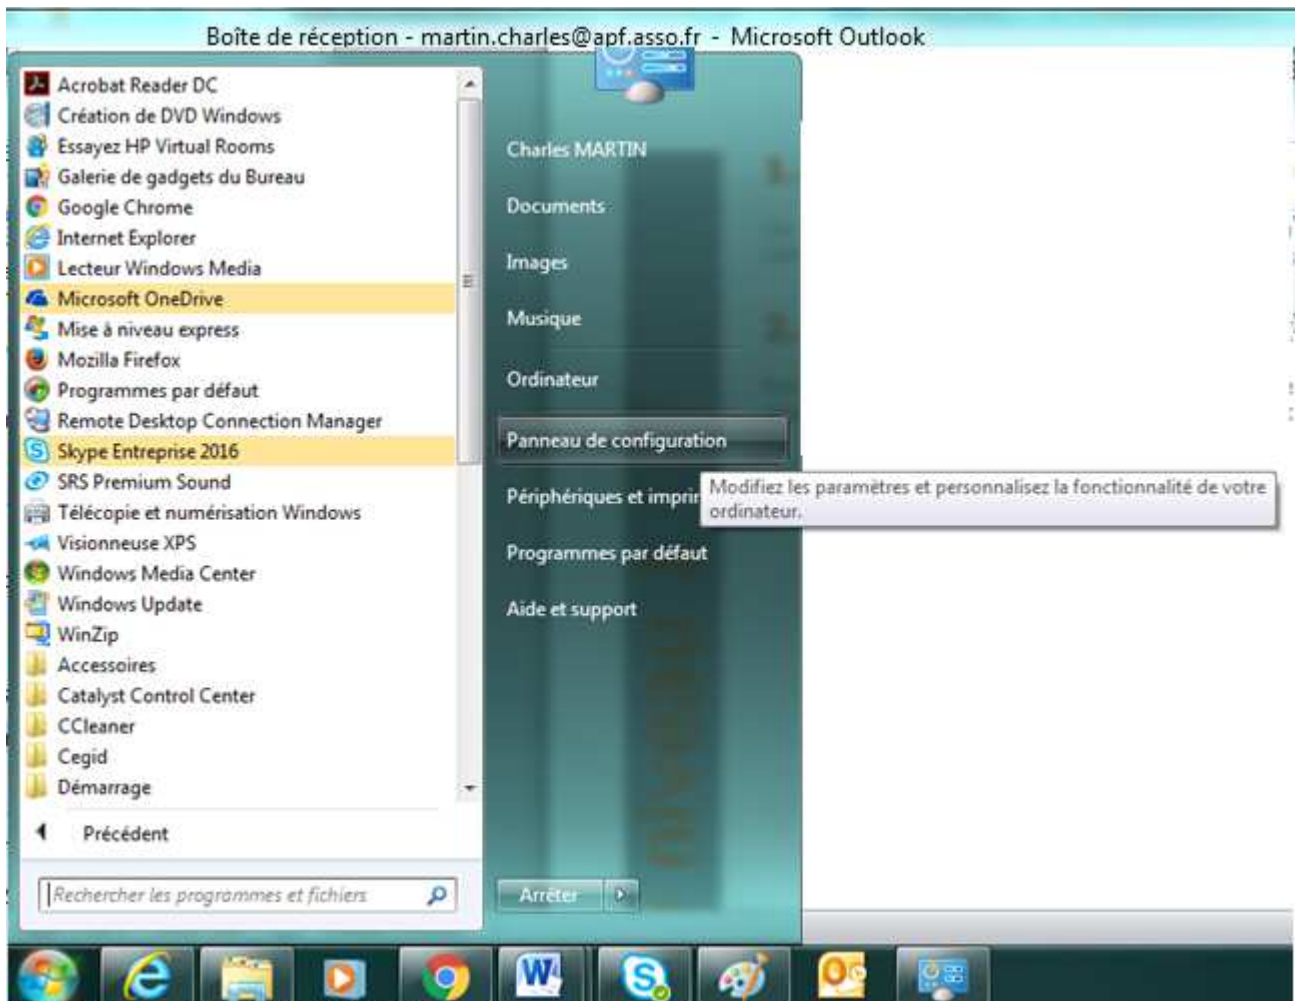 Boîte de réception - martin.charles@apf.asso.fr - Microsoft Outlook
Acrobat Reader DC
Création de DVD Windows
Essayez HP Virtual Rooms
Galerie de gadgets du Bureau
Google Chrome
Internet Explorer
Lecteur Windows Media
Microsoft OneDrive
Mise à niveau express
Mozilla Firefox
Programmes par défaut
Remote Desktop Connection Manager
Skype Entreprise 2016
SRS Premium Sound
Télécopie et numérisation Windows
Visionneuse XPS
Windows Media Center
Windows Update
WinZip
Accessoires
Catalyst Control Center
CCleaner
Cegid
Démarrage
Précédent
Rechercher les programmes et fichiers
Charles MARTIN
Documents
Images
Musique
Ordinateur
Panneau de configuration
Périphériques et imprir
Modifiez les paramètres et personnalisez la fonctionnalité de votre
ordinateur.
Programmes par défaut
Aide et support
Arrêter